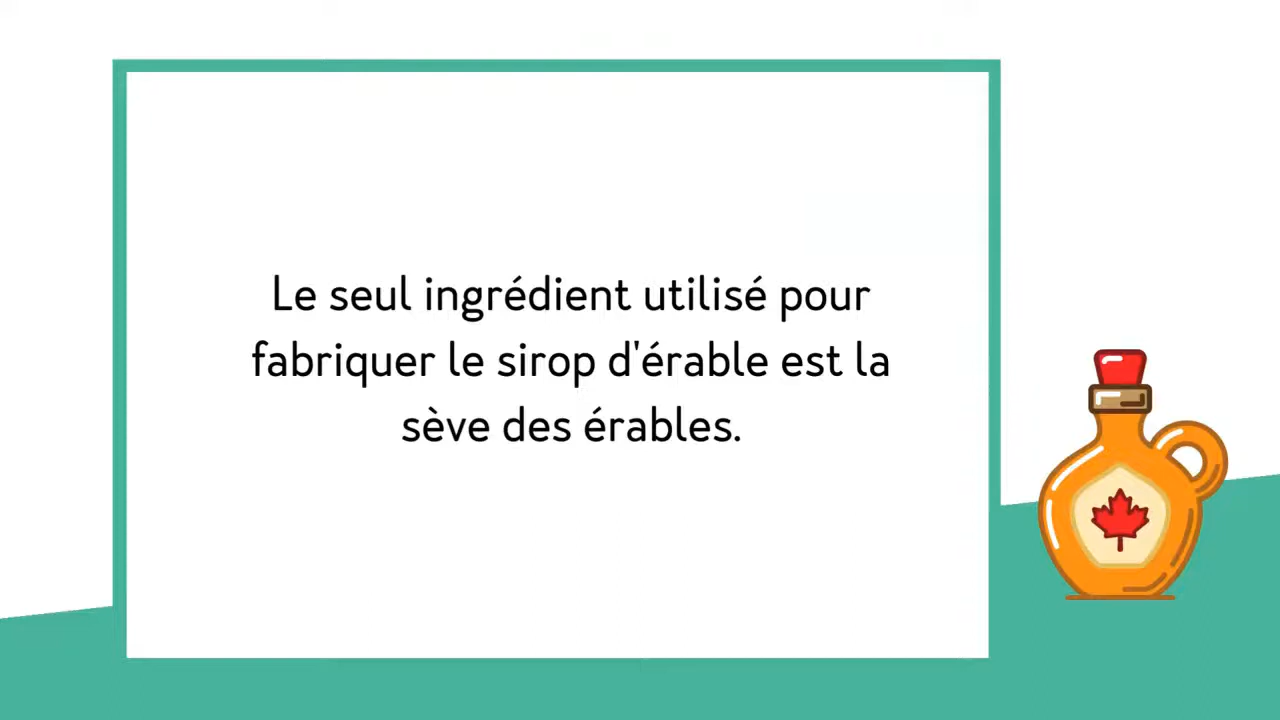 Le seul ingrédient utilisé pour
fabriquer le sirop d'érable est la
sève des érables.